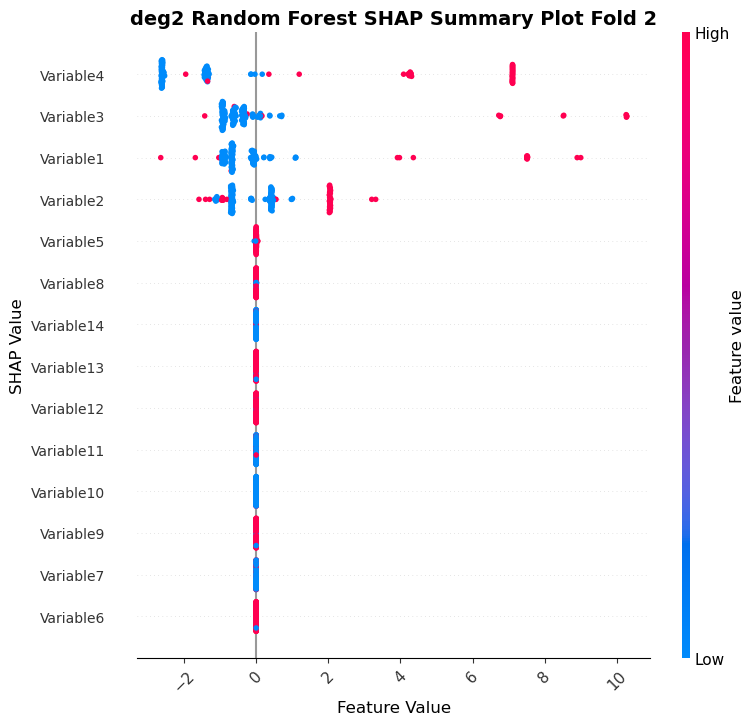 deg2 Random Forest SHAP Summary Plot Fold 2
High
Variable4
Variable3
Variable1
Variable2
Variable5
Variable8
Variable14
Variable13
Variable12
Variable11
Variable10
Variable9
Variable7
Variable6
SHAP Value
Feature value
Low
−2 0 2 4 6 8 10
Feature Value